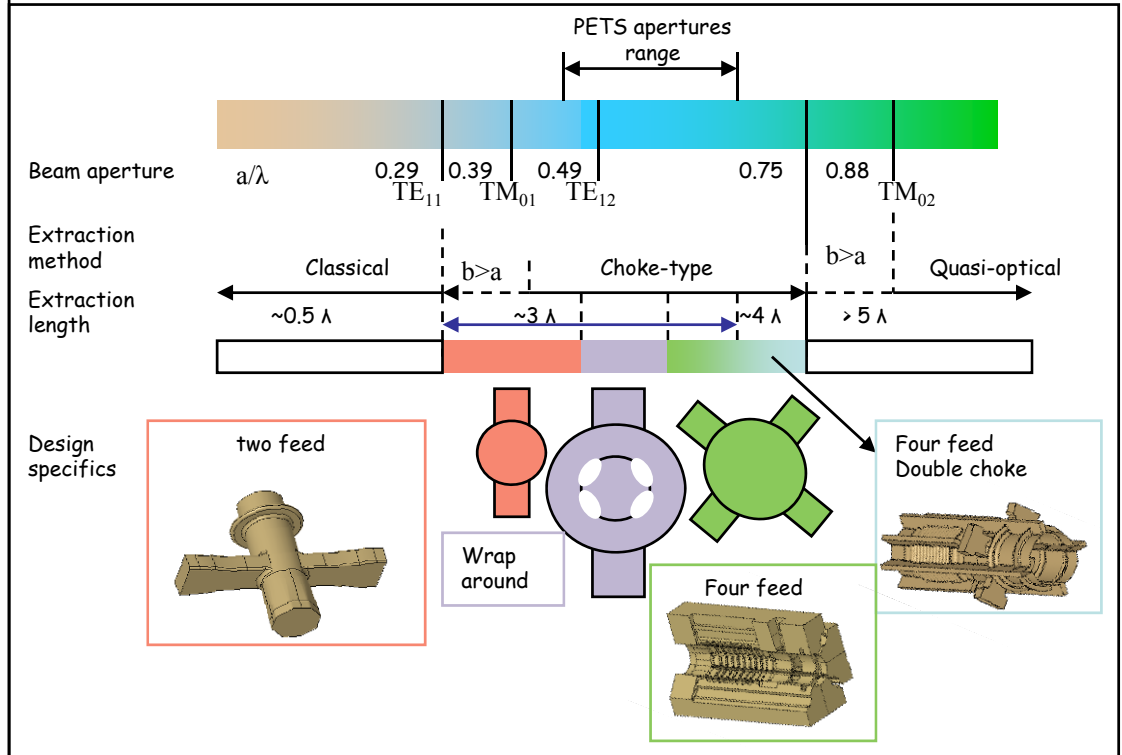 PETS apertures
range
Beam aperture a/λ 0.29 0.39 0.49 0.75 0.88
TE₁₁ TM₀₁ TE₁₂ TM₀₂
Extraction
method
Classical b>a Choke-type b>a Quasi-optical
Extraction
length
~0.5 λ ~3 λ ~4 λ > 5 λ
Design
specifics
two feed
Wrap
around
Four feed
Four feed
Double choke